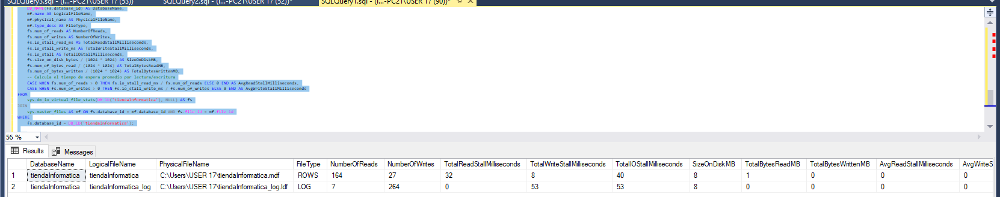 SQLQuery3.sql - (l...-PC21\USER 17 (53)) SQLQuery2.sql - (l...-PC21\USER 17 (52))* SQLQuery1.sql - (l...-PC21\USER 17 (90))*
DB_NAME(fs.database_id) AS DatabaseName,
mf.name AS LogicalFileName,
mf.physical_name AS PhysicalFileName,
mf.type_desc AS FileType,
fs.num_of_reads AS NumberOfReads,
fs.num_of_writes AS NumberOfWrites,
fs.io_stall_read_ms AS TotalReadStallMilliseconds,
fs.io_stall_write_ms AS TotalWriteStallMilliseconds,
fs.io_stall AS TotalIOStallMilliseconds,
fs.size_on_disk_bytes / (1024 * 1024) AS SizeOnDiskMB,
fs.num_of_bytes_read / (1024 * 1024) AS TotalBytesReadMB,
fs.num_of_bytes_written / (1024 * 1024) AS TotalBytesWrittenMB,
-- Calcula el tiempo de espera promedio por lectura/escritura
CASE WHEN fs.num_of_reads > 0 THEN fs.io_stall_read_ms / fs.num_of_reads ELSE 0 END AS AvgReadStallMilliseconds,
CASE WHEN fs.num_of_writes > 0 THEN fs.io_stall_write_ms / fs.num_of_writes ELSE 0 END AS AvgWriteStallMilliseconds
FROM
sys.dm_io_virtual_file_stats(DB_ID('tiendaInformatica'), NULL) AS fs
JOIN
sys.master_files AS mf ON fs.database_id = mf.database_id AND fs.file_id = mf.file_id
WHERE
fs.database_id = DB_ID('tiendaInformatica');
56 %
Results Messages
DatabaseName LogicalFileName PhysicalFileName FileType NumberOfReads NumberOfWrites TotalReadStallMilliseconds TotalWriteStallMilliseconds TotalIOStallMilliseconds SizeOnDiskMB TotalBytesReadMB TotalBytesWrittenMB AvgReadStallMilliseconds AvgWriteS
1 tiendaInformatica tiendaInformatica C:\Users\USER 17\tiendaInformatica.mdf ROWS 164 27 32 8 40 8 1 0 0 0
2 tiendaInformatica tiendaInformatica_log C:\Users\USER 17\tiendaInformatica_log.ldf LOG 7 264 0 53 53 8 0 0 0 0